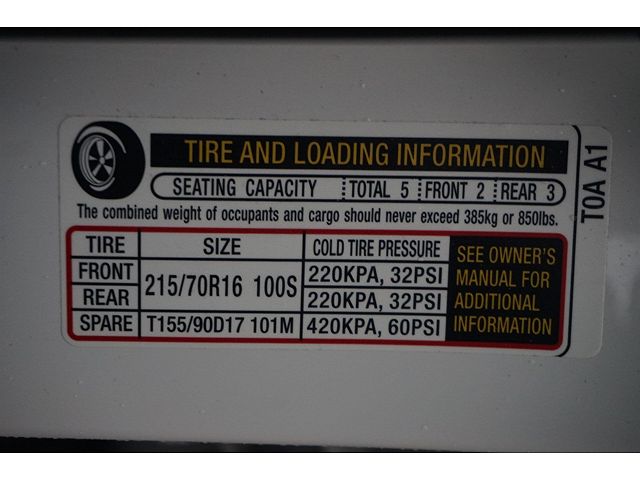 TIRE AND LOADING INFORMATION
SEATING CAPACITY TOTAL 5 FRONT 2 REAR 3
The combined weight of occupants and cargo should never exceed 385kg or 850lbs.
TIRE SIZE COLD TIRE PRESSURE
FRONT 215/70R16 100S 220KPA, 32PSI
REAR 220KPA, 32PSI
SPARE T155/90D17 101M 420KPA, 60PSI
SEE OWNER'S
MANUAL FOR
ADDITIONAL
INFORMATION
T0A A1